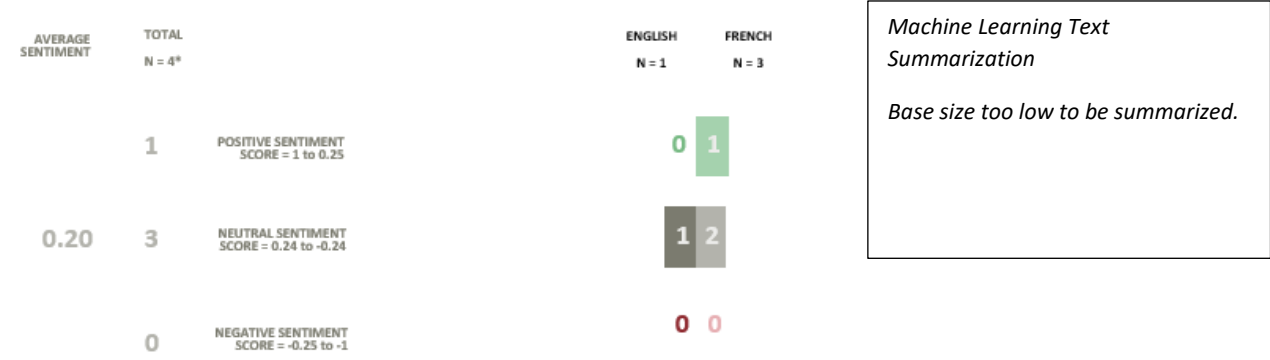 AVERAGE
SENTIMENT
TOTAL
N = 4*
ENGLISH FRENCH
N = 1 N = 3
1 POSITIVE SENTIMENT
SCORE = 1 to 0.25
0 1
0.20 3 NEUTRAL SENTIMENT
SCORE = 0.24 to -0.24
1 2
0 NEGATIVE SENTIMENT
SCORE = -0.25 to -1
0 0
Machine Learning Text
Summarization
Base size too low to be summarized.